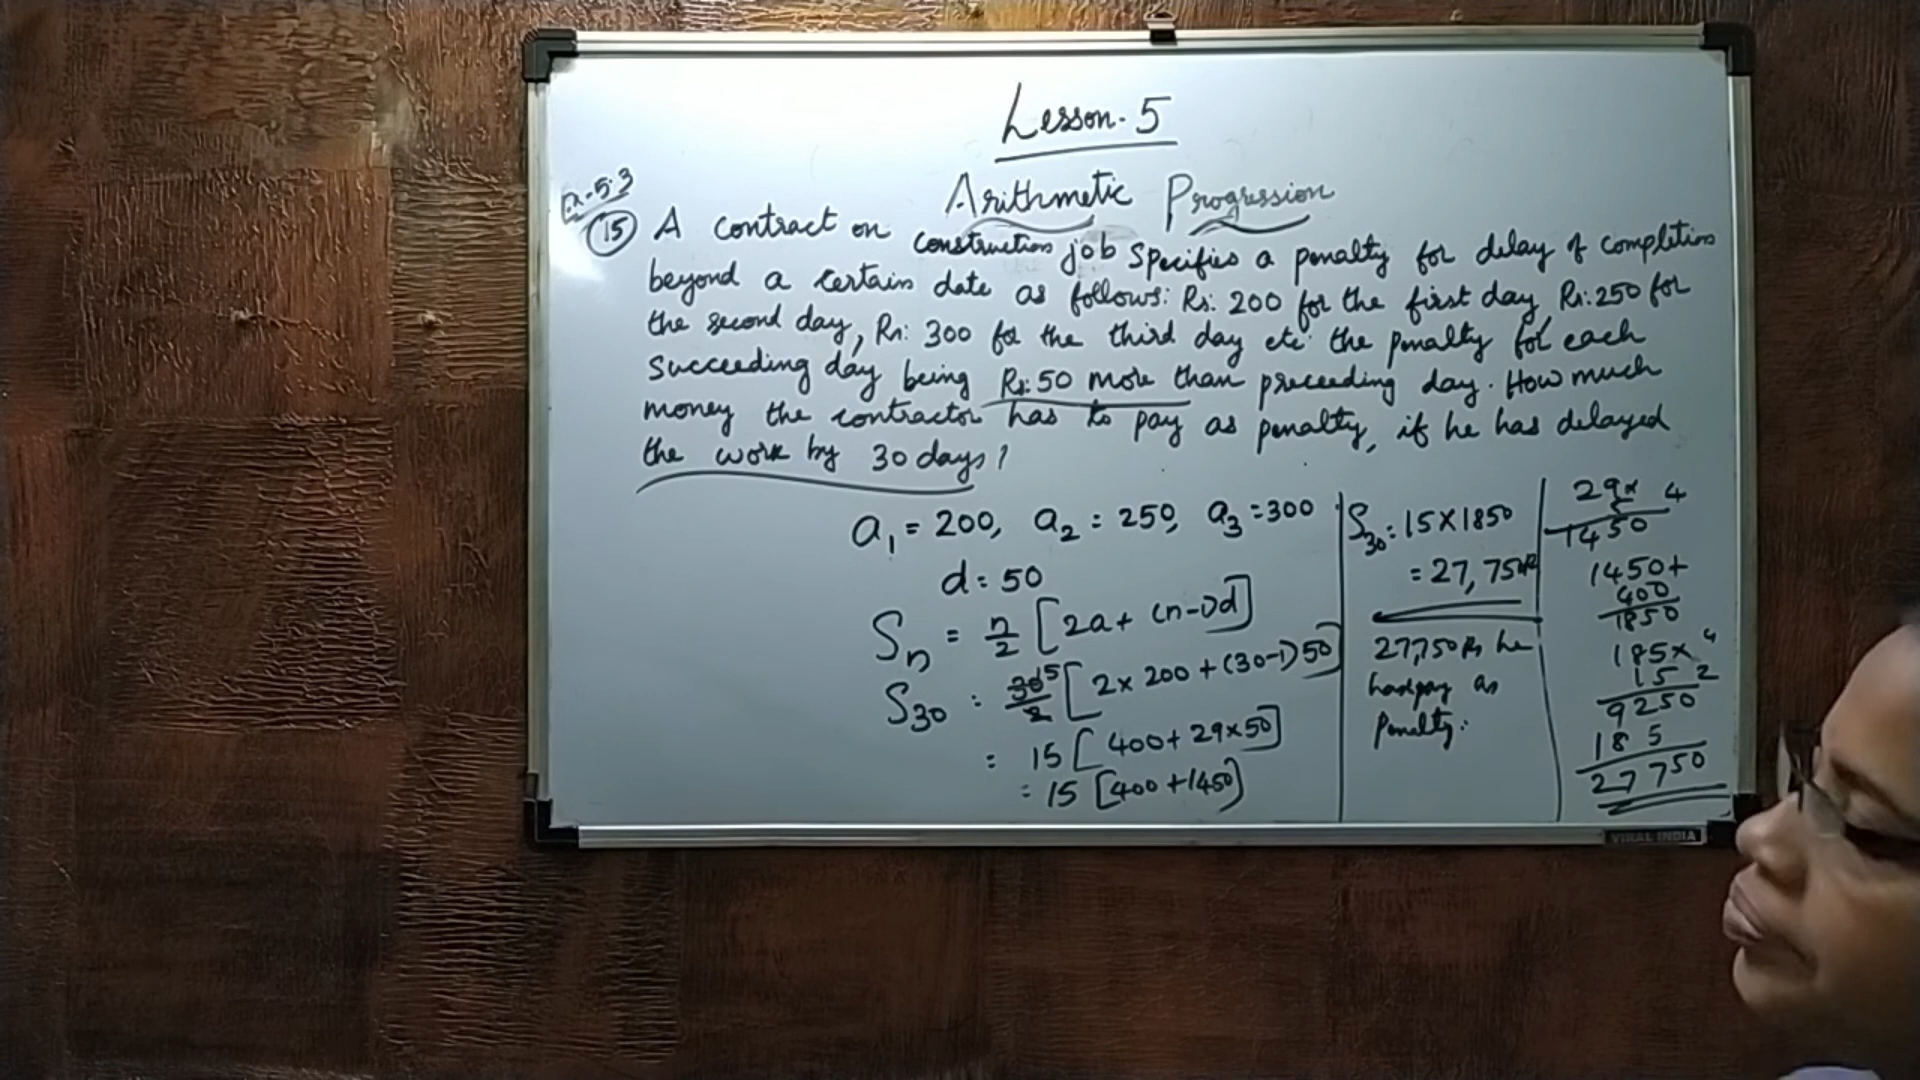 Lesson-5
Arithmetic Progression
Ex-5.3
15 A contract on construction job specifies a penalty for delay of completion
beyond a certain date as follows: Rs. 200 for the first day, Rs. 250 for
the second day, Rs. 300 for the third day etc. the penalty for each
Succeeding day being Rs. 50 more than preceeding day. How much
money the contractor has to pay as penalty, if he has delayed
the work by 30 days?
a₁ = 200, a₂ = 250, a₃ = 300
d = 50
Sn = n/2 [2a + (n-1)d]
S₃₀ = 30/2 15 [2 × 200 + (30-1) 50]
= 15 [400 + 29×50]
= 15 [400 + 1450]
S₃₀ = 15 × 1850
= 27,750
27,750 Rs he
has pay as
Penalty.
29× 4
1450
1450+
400
1850
185× 4
15 2
9250
185
27750
VIRAL INDIA